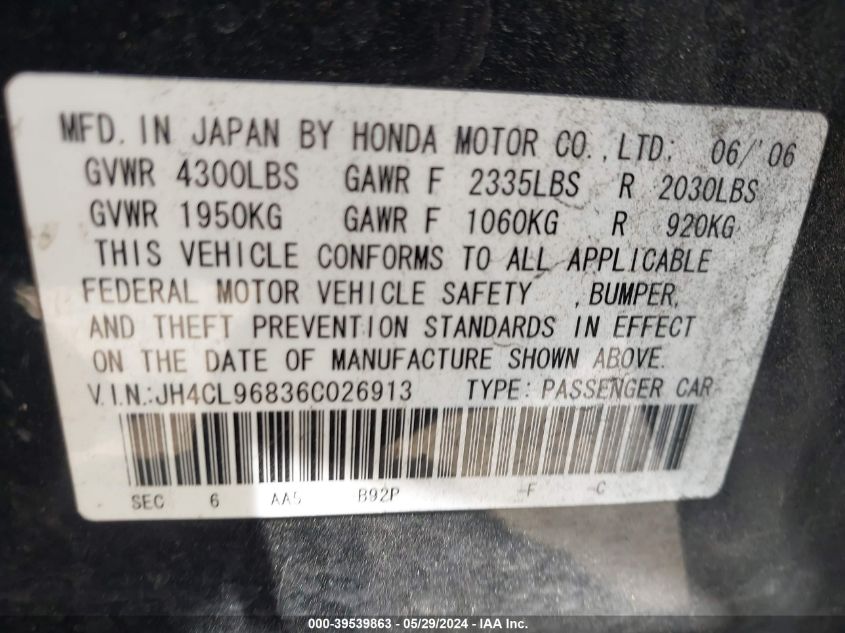 MFD. IN JAPAN BY HONDA MOTOR CO., LTD. 06/'06
GVWR 4300LBS GAWR F 2335LBS R 2030LBS
GVWR 1950KG GAWR F 1060KG R 920KG
THIS VEHICLE CONFORMS TO ALL APPLICABLE
FEDERAL MOTOR VEHICLE SAFETY , BUMPER,
AND THEFT PREVENTION STANDARDS IN EFFECT
ON THE DATE OF MANUFACTURE SHOWN ABOVE.
V.I.N.:JH4CL96836C026913 TYPE: PASSENGER CAR
SEC 6 AA5 B92P -F -C
000-39539863 - 05/29/2024 - IAA Inc.